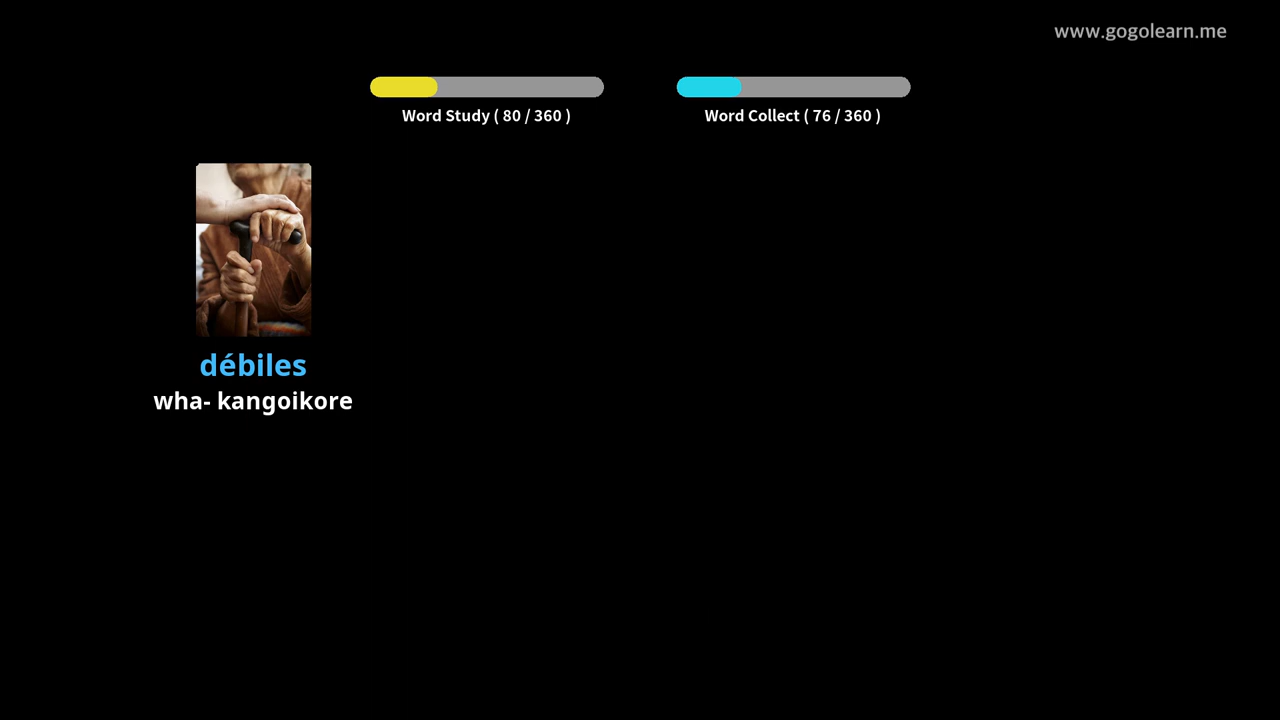 www.gogolearn.me
Word Study ( 80 / 360 )
Word Collect ( 76 / 360 )
débiles
wha- kangoikore